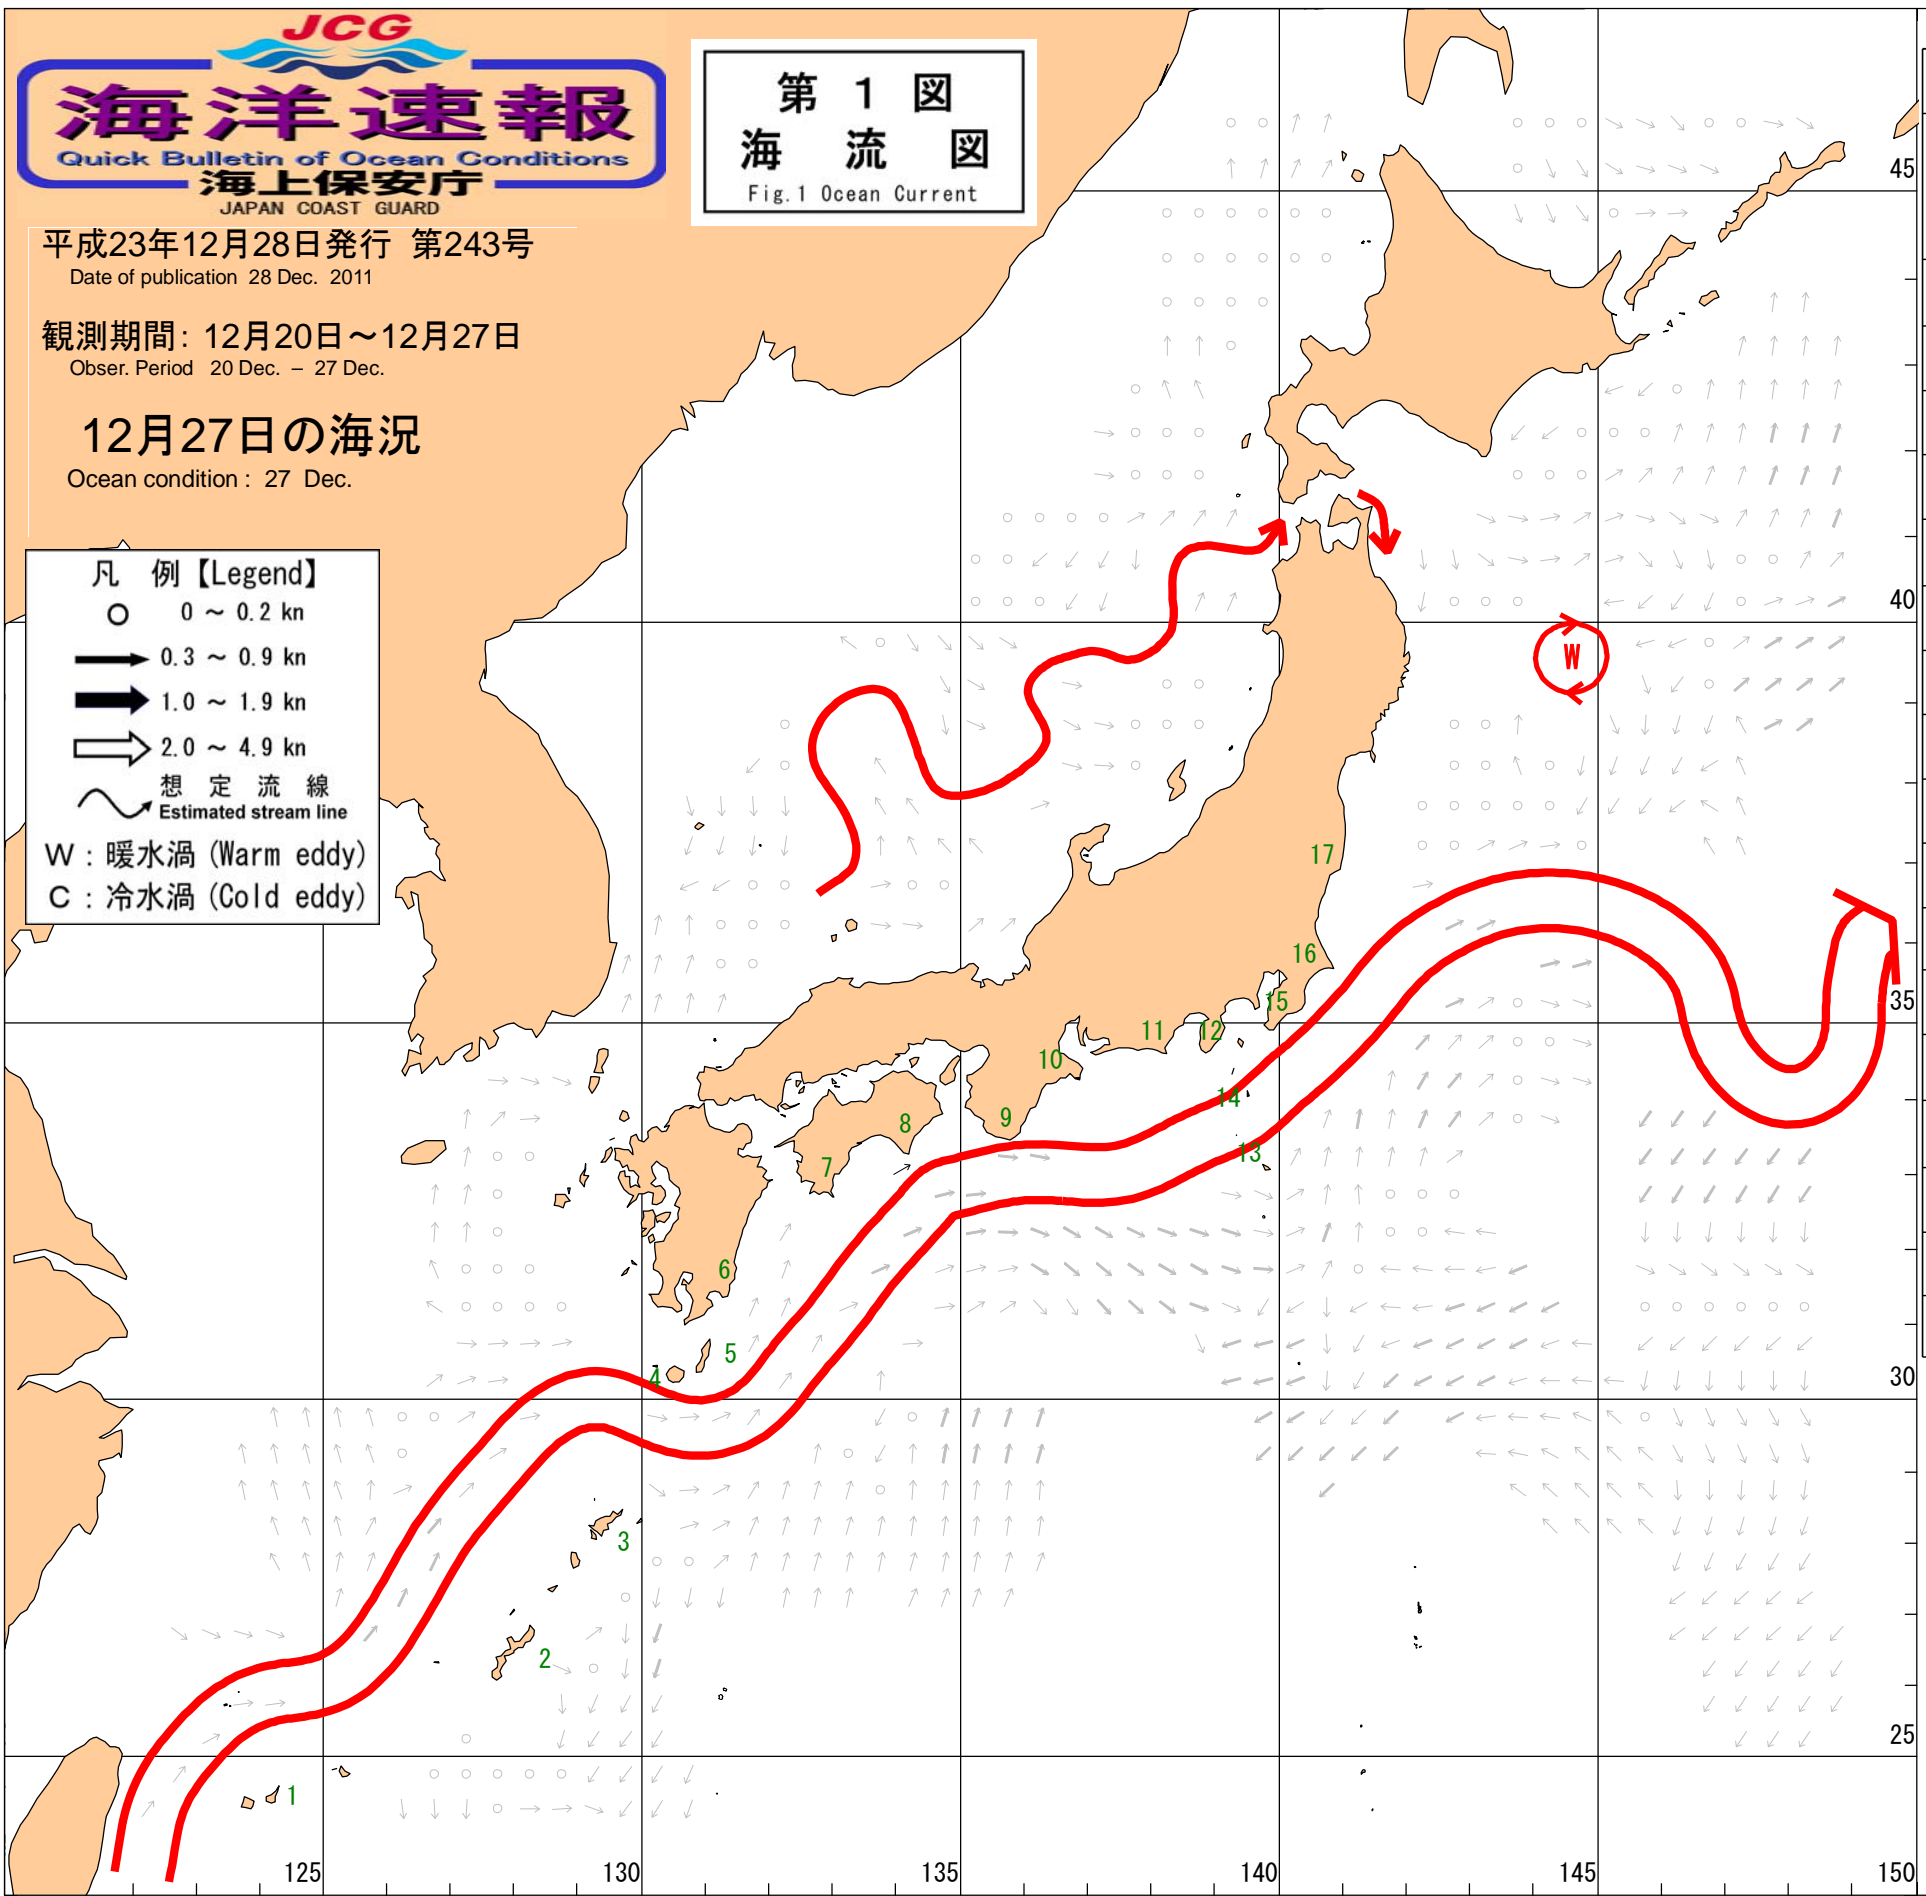 JCG
海洋速報
Quick Bulletin of Ocean Conditions
海上保安庁
JAPAN COAST GUARD
第 1 図
海 流 図
Fig.1 Ocean Current
平成23年12月28日発行 第243号
Date of publication 28 Dec. 2011
観測期間: 12月20日～12月27日
Obser. Period 20 Dec. – 27 Dec.
12月27日の海況
Ocean condition : 27 Dec.
凡 例【Legend】
0 ～ 0.2 kn
0.3 ～ 0.9 kn
1.0 ～ 1.9 kn
2.0 ～ 4.9 kn
想 定 流 線
Estimated stream line
W : 暖水渦 (Warm eddy)
C : 冷水渦 (Cold eddy)
45
40
W
17
16
35
15
12
11
10
14
9
8
13
7
6
5
4
30
3
2
25
1
125
130
135
140
145
150